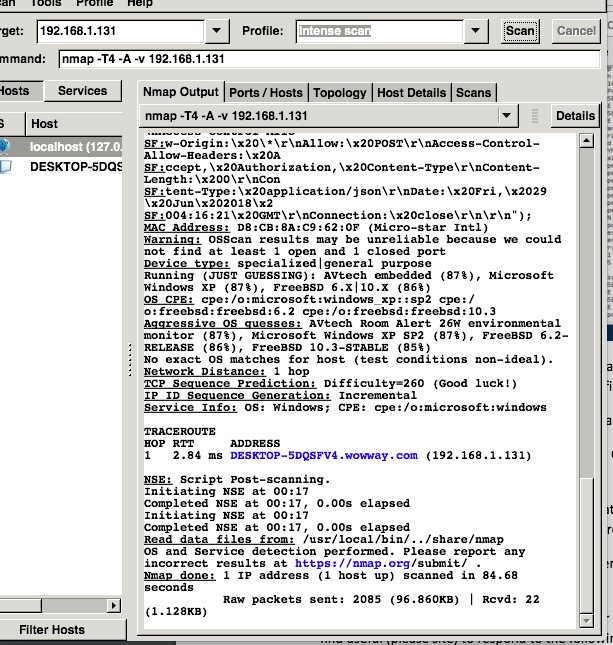 Tools Profile Help
192.168.1.131 Profile: Intense scan Scan Cancel
nmap -T4 -A -v 192.168.1.131
Services Nmap Output Ports / Hosts Topology Host Details Scans
Host nmap -T4 -A -v 192.168.1.131 Details
localhost (127.0.
DESKTOP-5DQS
SF:w-Origin:\x20\*\r\nAllow:\x20POST\r\nAccess-Control-
Allow-Headers:\x20A
SF:ccept,\x20Authorization,\x20Content-Type\r\nContent-
Length:\x200\r\nCon
SF:tent-Type:\x20application/json\r\nDate:\x20Fri,\x2029
\x20Jun\x202018\x2
SF:004:16:21\x20GMT\r\nConnection:\x20close\r\n\r\n");
MAC Address: D8:CB:8A:C9:62:0F (Micro-star Intl)
Warning: OSScan results may be unreliable because we could
not find at least 1 open and 1 closed port
Device type: specialized|general purpose
Running (JUST GUESSING): AVtech embedded (87%), Microsoft
Windows XP (87%), FreeBSD 6.X|10.X (86%)
OS CPE: cpe:/o:microsoft:windows_xp::sp2 cpe:/
o:freebsd:freebsd:6.2 cpe:/o:freebsd:freebsd:10.3
Aggressive OS guesses: AVtech Room Alert 26W environmental
monitor (87%), Microsoft Windows XP SP2 (87%), FreeBSD 6.2-
RELEASE (86%), FreeBSD 10.3-STABLE (85%)
No exact OS matches for host (test conditions non-ideal).
Network Distance: 1 hop
TCP Sequence Prediction: Difficulty=260 (Good luck!)
IP ID Sequence Generation: Incremental
Service Info: OS: Windows; CPE: cpe:/o:microsoft:windows
TRACEROUTE
HOP RTT ADDRESS
1 2.84 ms DESKTOP-5DQSFV4.wowway.com (192.168.1.131)
NSE: Script Post-scanning.
Initiating NSE at 00:17
Completed NSE at 00:17, 0.00s elapsed
Initiating NSE at 00:17
Completed NSE at 00:17, 0.00s elapsed
Read data files from: /usr/local/bin/../share/nmap
OS and Service detection performed. Please report any
incorrect results at https://nmap.org/submit/ .
Nmap done: 1 IP address (1 host up) scanned in 84.68
seconds
Raw packets sent: 2085 (96.860KB) | Rcvd: 22
(1.128KB)
Filter Hosts